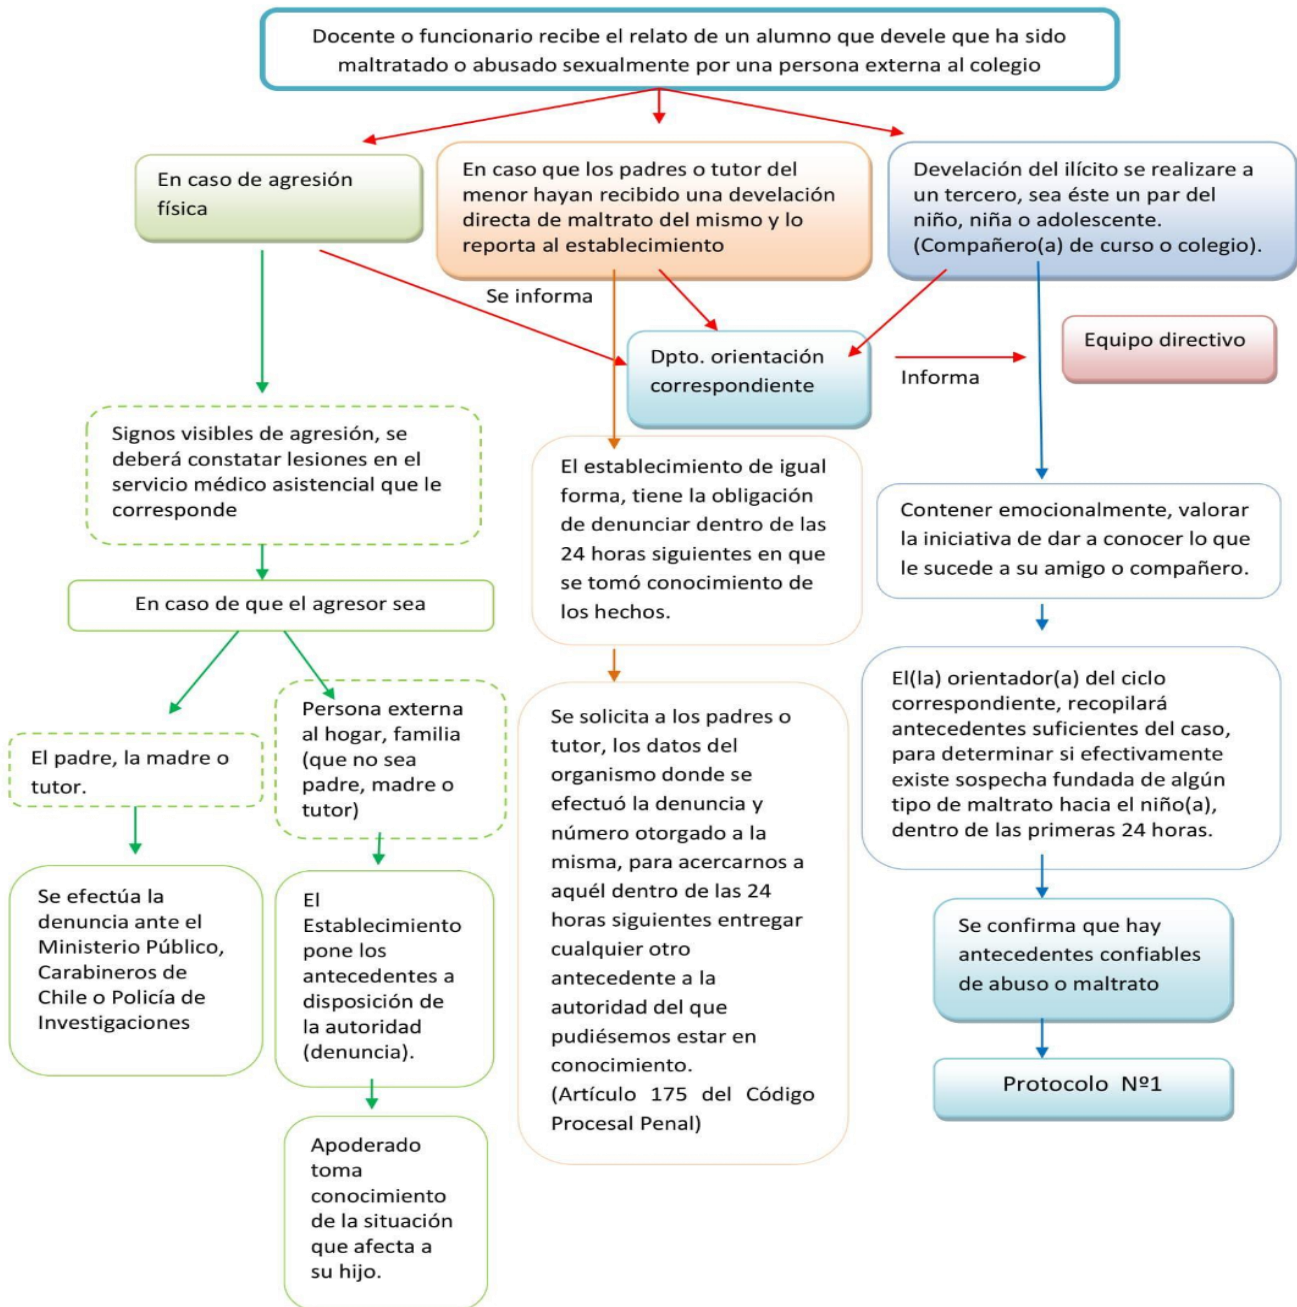 Docente o funcionario recibe el relato de un alumno que devele que ha sido
maltratado o abusado sexualmente por una persona externa al colegio
En caso de agresión
física
En caso que los padres o tutor del
menor hayan recibido una develación
directa de maltrato del mismo y lo
reporta al establecimiento
Develación del ilícito se realizare a
un tercero, sea éste un par del
niño, niña o adolescente.
(Compañero(a) de curso o colegio).
Se informa
Dpto. orientación
correspondiente
Informa
Equipo directivo
Signos visibles de agresión, se
deberá constatar lesiones en el
servicio médico asistencial que le
corresponde
El establecimiento de igual
forma, tiene la obligación
de denunciar dentro de las
24 horas siguientes en que
se tomó conocimiento de
los hechos.
Contener emocionalmente, valorar
la iniciativa de dar a conocer lo que
le sucede a su amigo o compañero.
En caso de que el agresor sea
El padre, la madre o
tutor.
Persona externa
al hogar, familia
(que no sea
padre, madre o
tutor)
Se solicita a los padres o
tutor, los datos del
organismo donde se
efectuó la denuncia y
número otorgado a la
misma, para acercarnos a
aquél dentro de las 24
horas siguientes entregar
cualquier otro
antecedente a la
autoridad del que
pudiésemos estar en
conocimiento.
(Artículo 175 del Código
Procesal Penal)
El(la) orientador(a) del ciclo
correspondiente, recopilará
antecedentes suficientes del caso,
para determinar si efectivamente
existe sospecha fundada de algún
tipo de maltrato hacia el niño(a),
dentro de las primeras 24 horas.
Se efectúa la
denuncia ante el
Ministerio Público,
Carabineros de
Chile o Policía de
Investigaciones
El
Establecimiento
pone los
antecedentes a
disposición de
la autoridad
(denuncia).
Se confirma que hay
antecedentes confiables
de abuso o maltrato
Protocolo Nº1
Apoderado
toma
conocimiento
de la situación
que afecta a
su hijo.